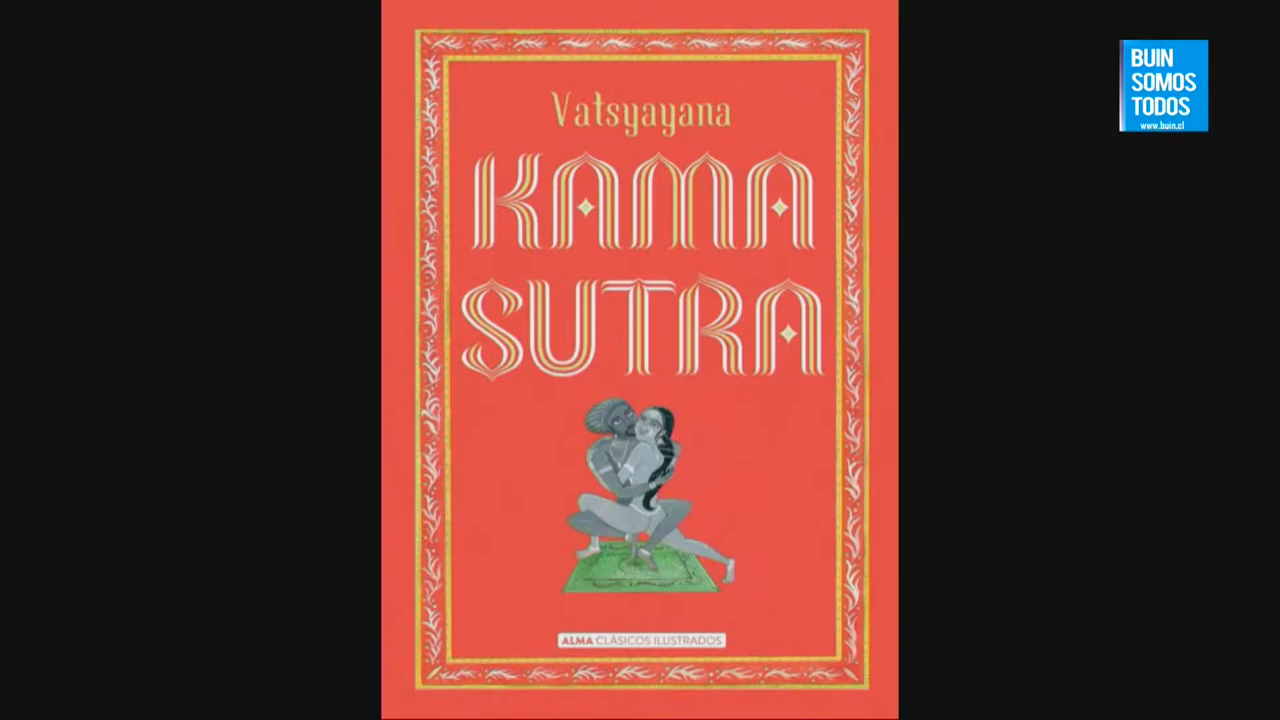 Vatsyayana
KAMA
SUTRA
ALMA CLÁSICOS ILUSTRADOS
BUIN
SOMOS
TODOS
www.buin.cl